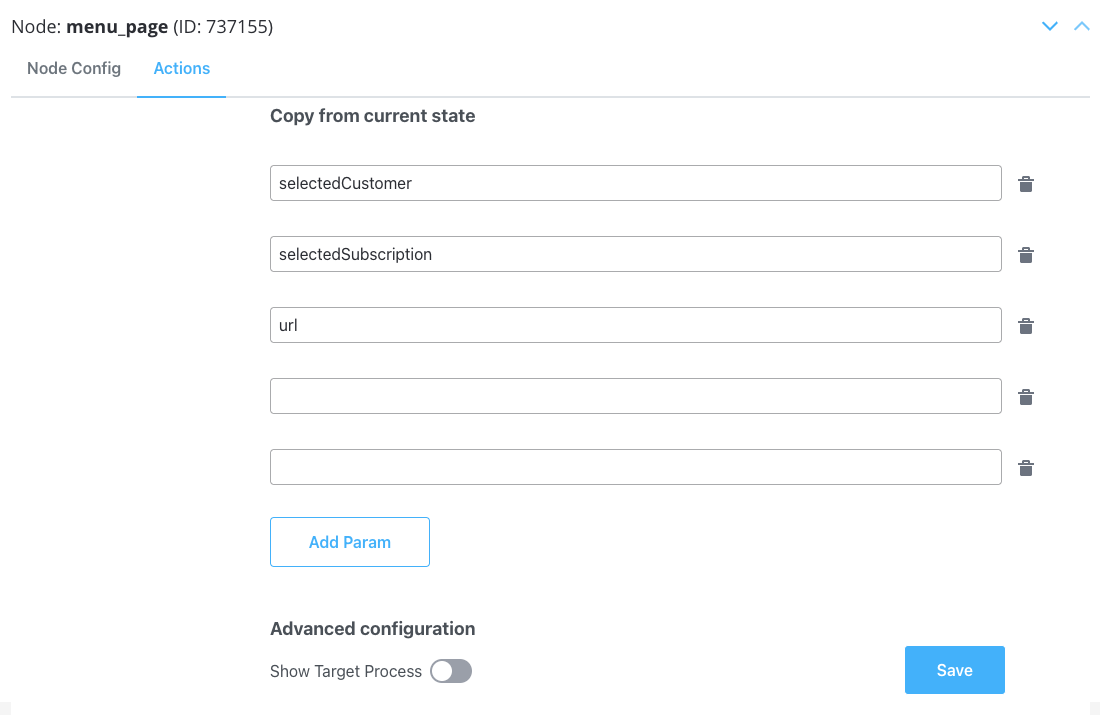 Node: menu_page (ID: 737155)
Node Config Actions
Copy from current state
selectedCustomer
selectedSubscription
url
Add Param
Advanced configuration
Show Target Process
Save